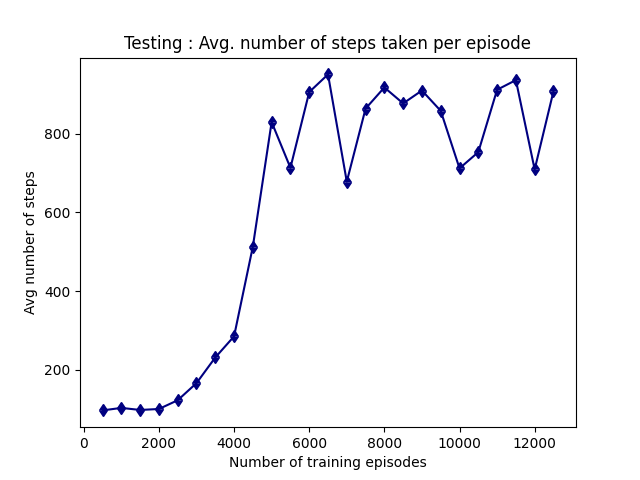 Testing : Avg. number of steps taken per episode
800
600
400
200
Avg number of steps
0 2000 4000 6000 8000 10000 12000
Number of training episodes